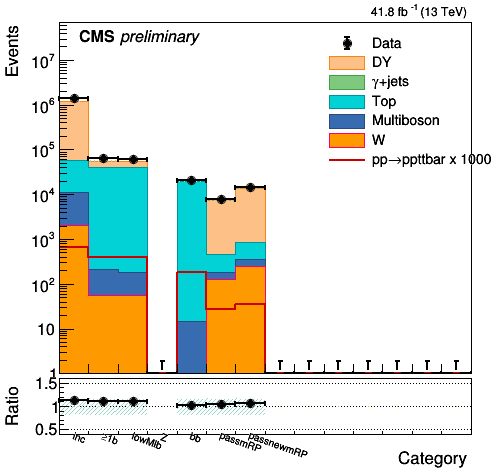 41.8 fb⁻¹ (13 TeV)
Events
CMS preliminary
Data
DY
γ+jets
Top
Multiboson
W
pp→ppttbar x 1000
10⁷
10⁶
10⁵
10⁴
10³
10²
10
1
Ratio
1.5
1
0.5
inc
≥1b
lowMlb
Z
bb
passmRP
passnewmRP
Category